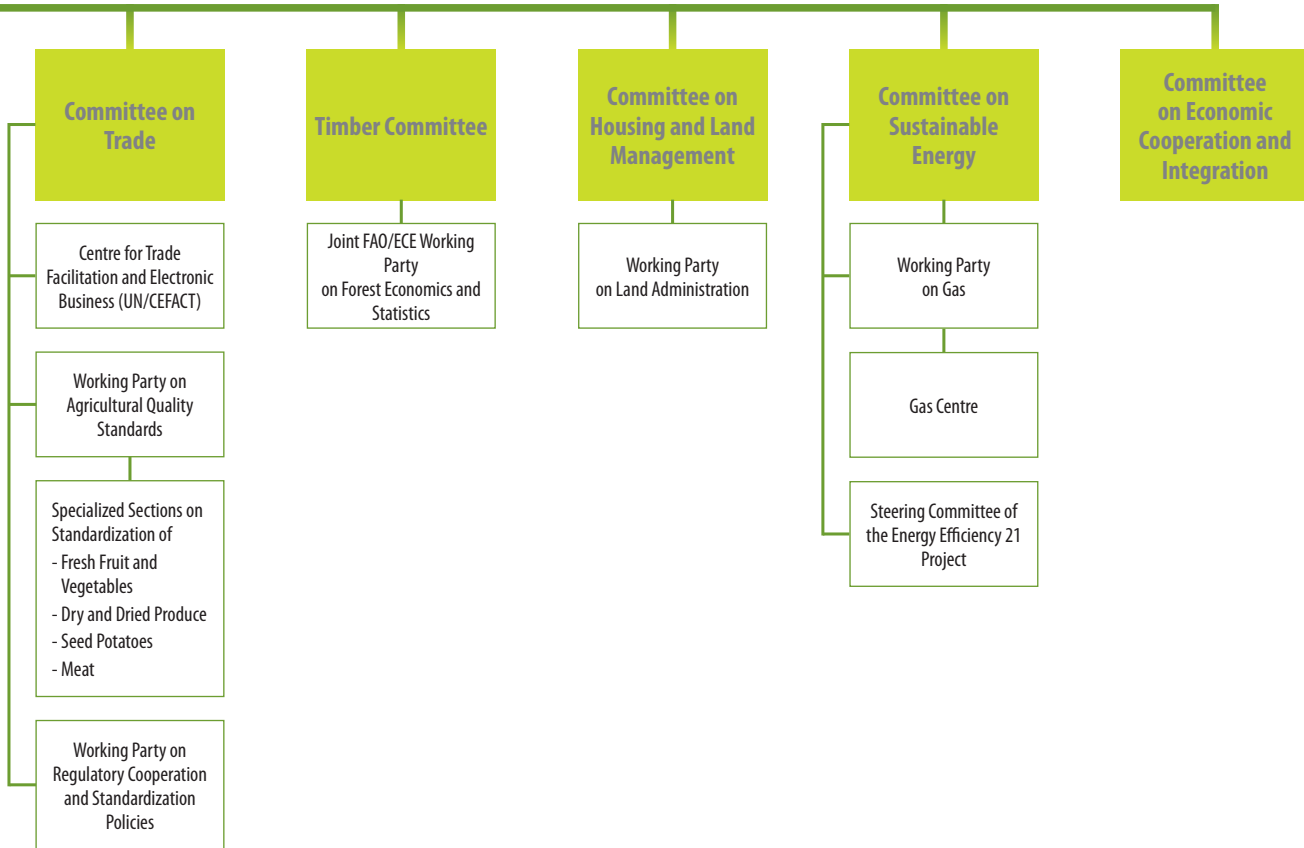 Committee on
Trade
Centre for Trade
Facilitation and Electronic
Business (UN/CEFACT)
Working Party on
Agricultural Quality
Standards
Specialized Sections on
Standardization of
- Fresh Fruit and
Vegetables
- Dry and Dried Produce
- Seed Potatoes
- Meat
Working Party on
Regulatory Cooperation
and Standardization
Policies
Timber Committee
Joint FAO/ECE Working
Party
on Forest Economics and
Statistics
Committee on
Housing and Land
Management
Working Party
on Land Administration
Committee on
Sustainable
Energy
Working Party
on Gas
Gas Centre
Steering Committee of
the Energy Efficiency 21
Project
Committee
on Economic
Cooperation and
Integration